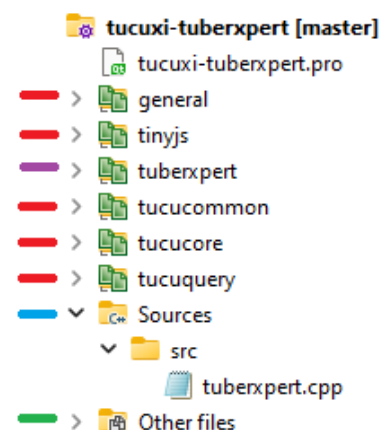 tucuxi-tuberxpert [master]
tucuxi-tuberxpert.pro
general
tinyjs
tuberxpert
tucucommon
tucucore
tucuquery
Sources
src
tuberxpert.cpp
Other files